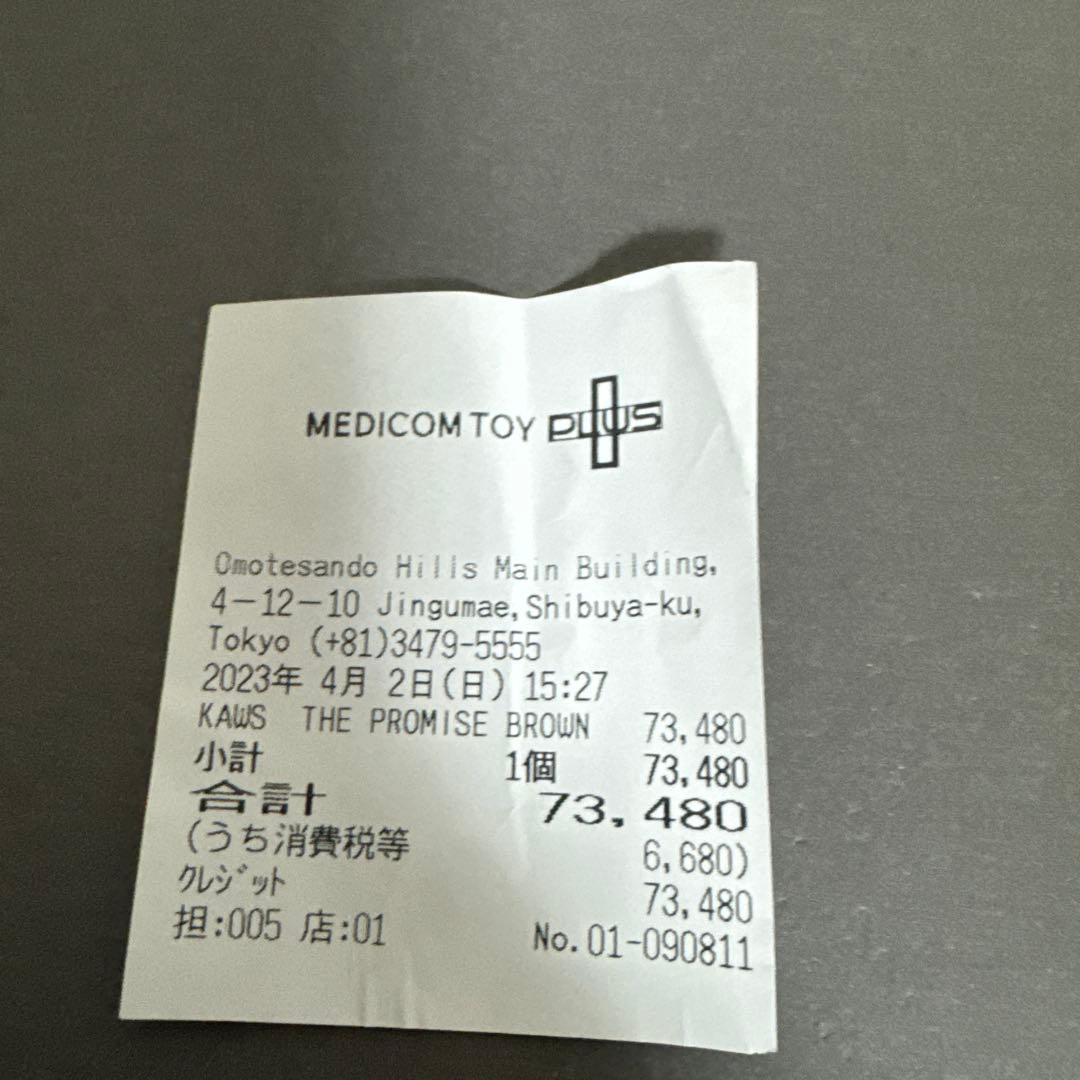 MEDICOM TOY PLUS
Omotesando Hills Main Building,
4-12-10 Jingumae,Shibuya-ku,
Tokyo (+81)3479-5555
2023年 4月 2日(日) 15:27
KAWS THE PROMISE BROWN 73,480
小計 1個 73,480
合計 73,480
(うち消費税等 6,680)
クレジット 73,480
担:005 店:01 No.01-090811